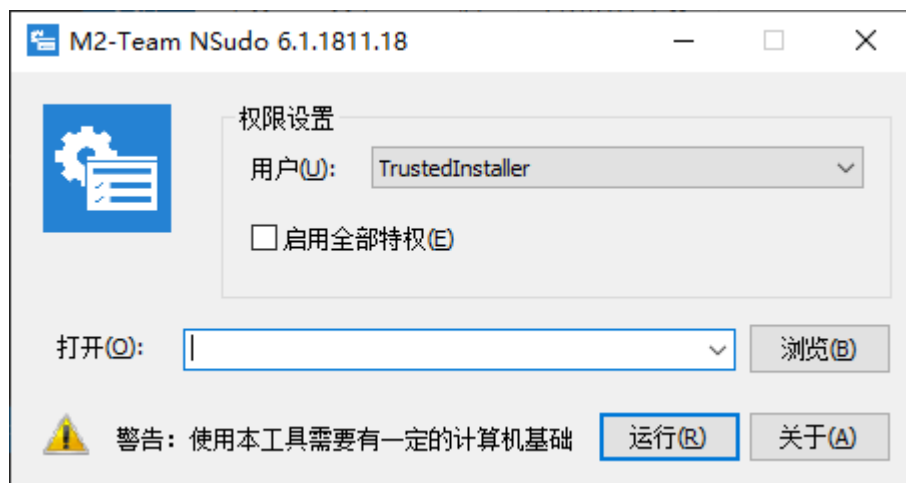 M2-Team NSudo 6.1.1811.18
权限设置
用户(U): TrustedInstaller
启用全部特权(E)
打开(O): 浏览(B)
警告：使用本工具需要有一定的计算机基础 运行(R) 关于(A)